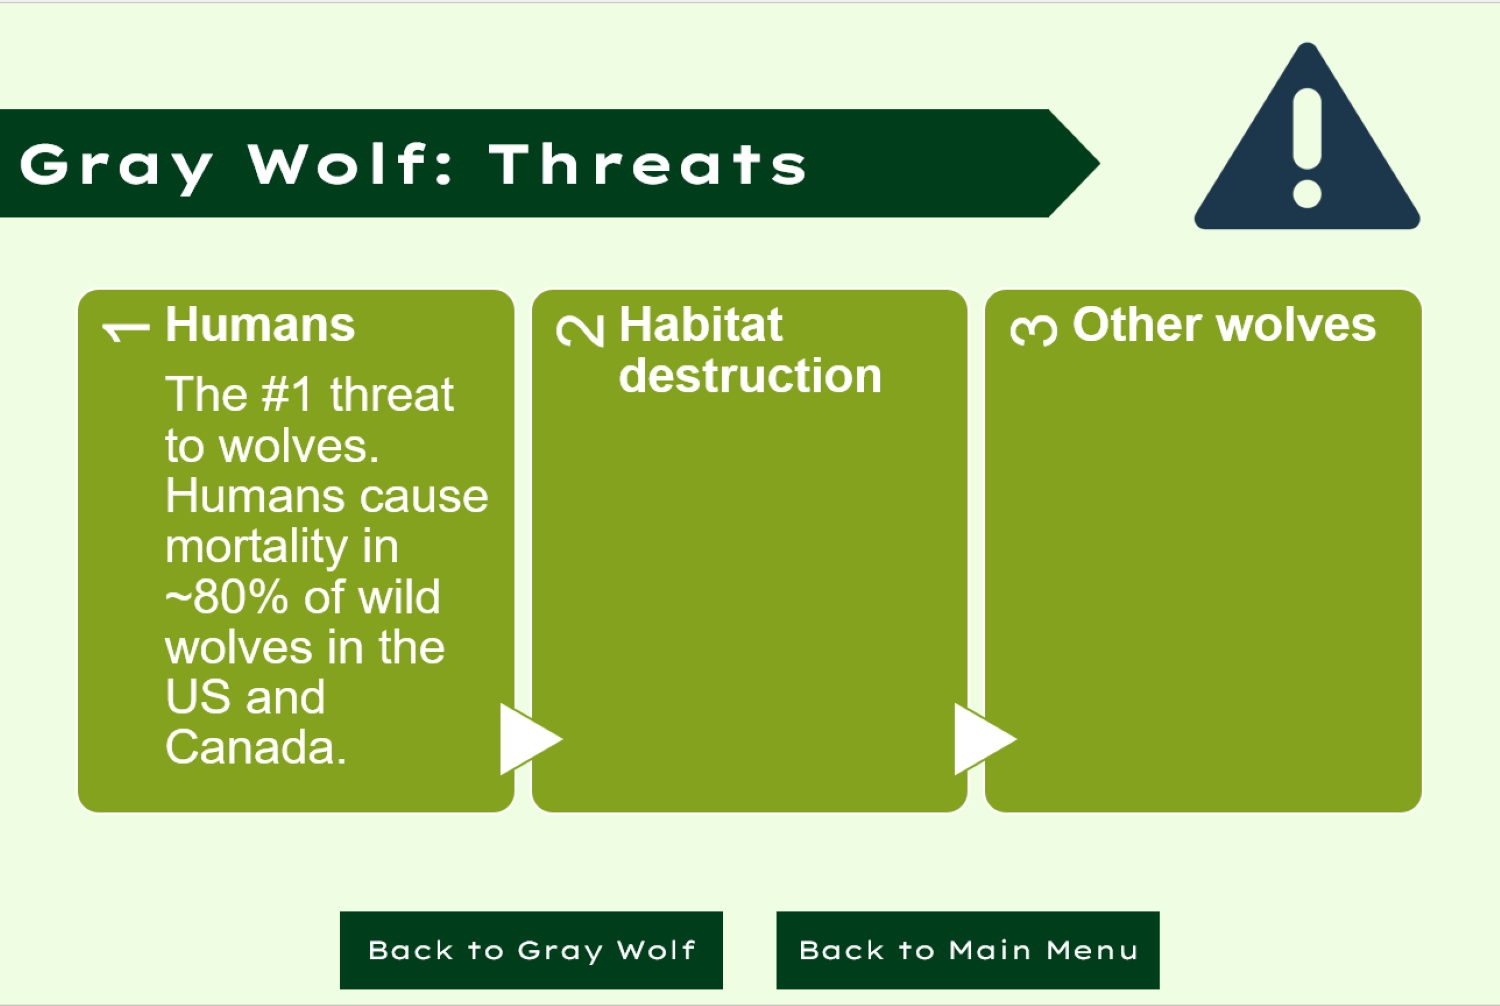 Gray Wolf: Threats
1
Humans
The #1 threat
to wolves.
Humans cause
mortality in
~80% of wild
wolves in the
US and
Canada.
2
Habitat
destruction
3
Other wolves
Back to Gray Wolf
Back to Main Menu